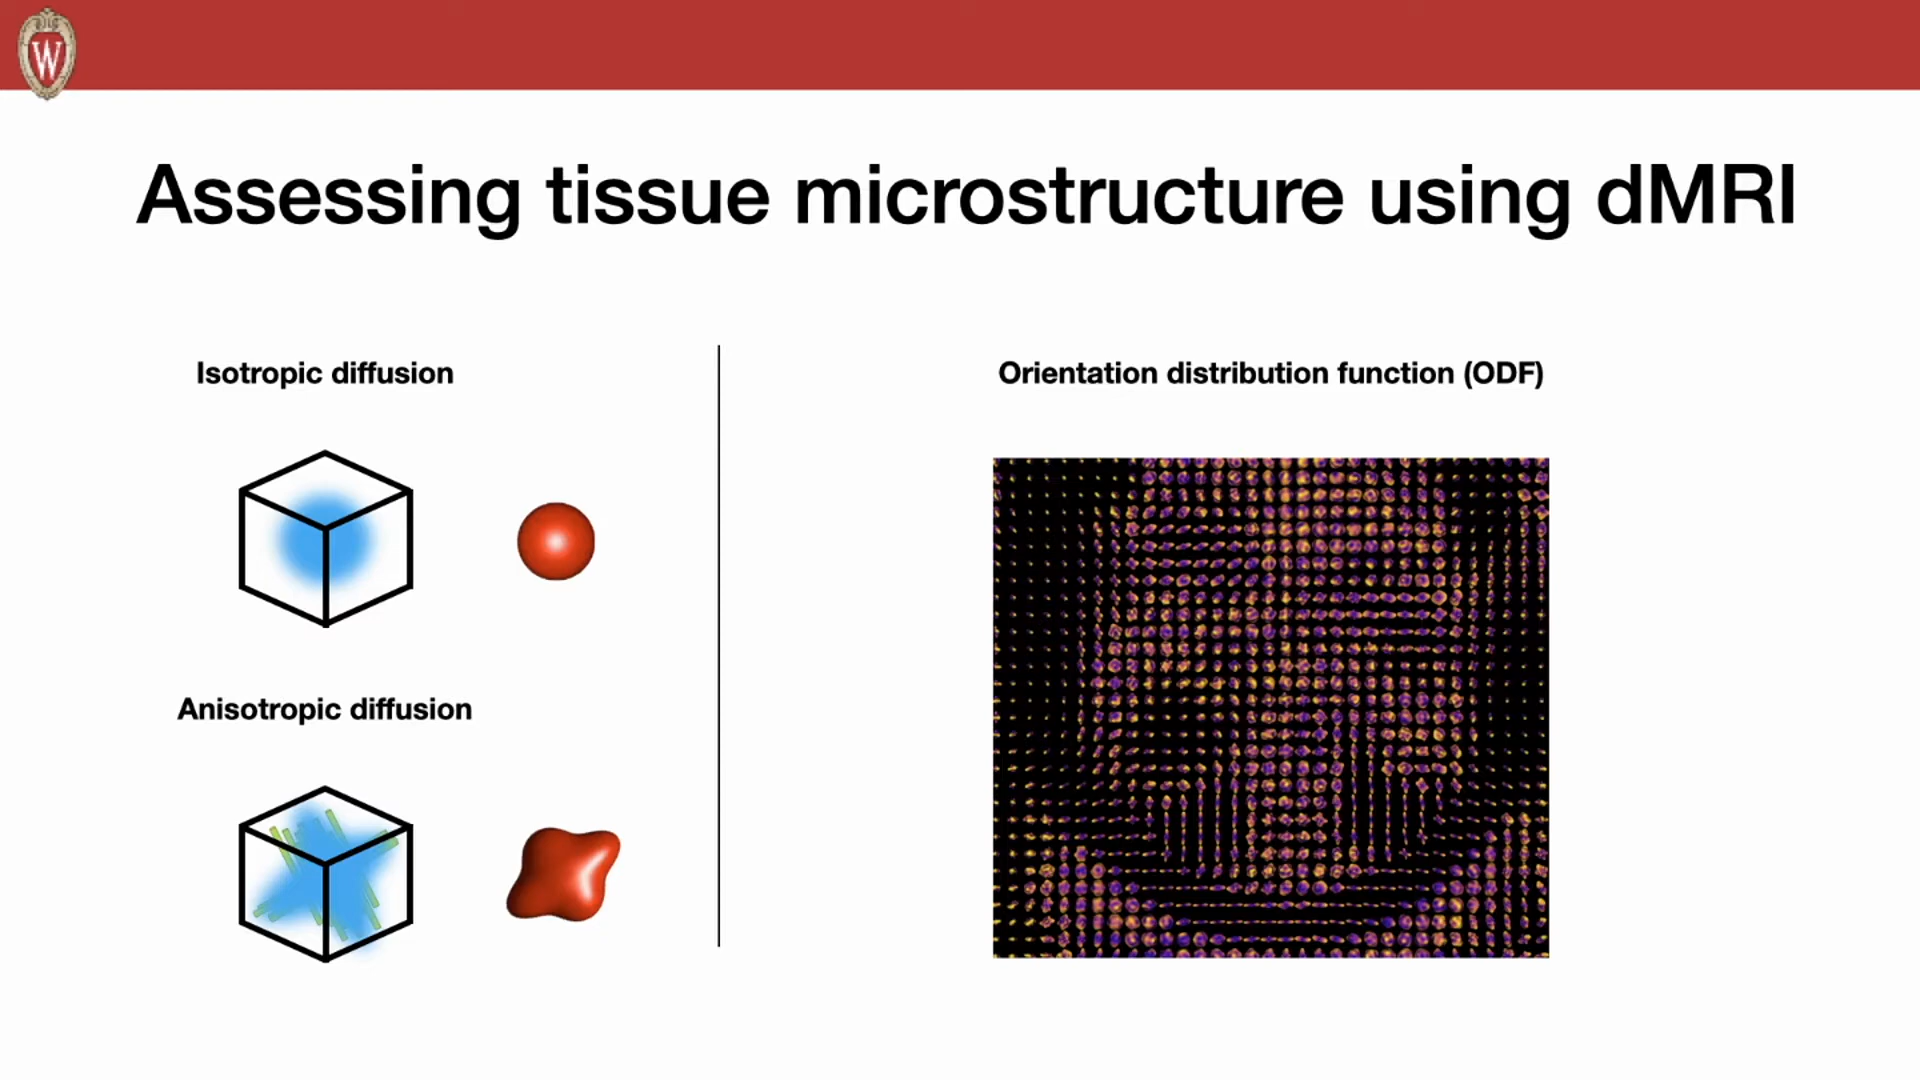 W
Assessing tissue microstructure using dMRI
Isotropic diffusion
Orientation distribution function (ODF)
Anisotropic diffusion